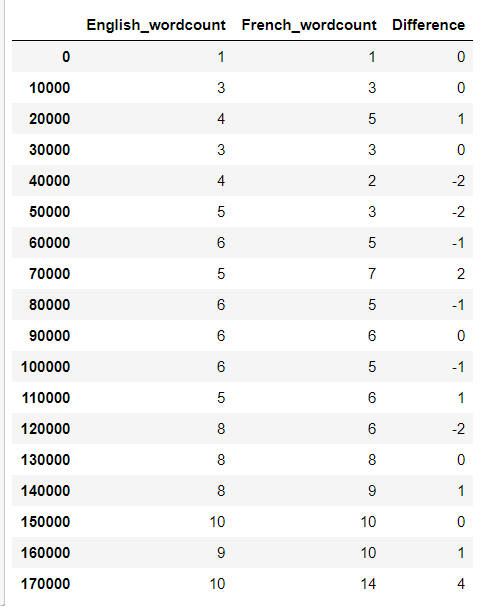 English_wordcount French_wordcount Difference
0 1 1 0
10000 3 3 0
20000 4 5 1
30000 3 3 0
40000 4 2 -2
50000 5 3 -2
60000 6 5 -1
70000 5 7 2
80000 6 5 -1
90000 6 6 0
100000 6 5 -1
110000 5 6 1
120000 8 6 -2
130000 8 8 0
140000 8 9 1
150000 10 10 0
160000 9 10 1
170000 10 14 4